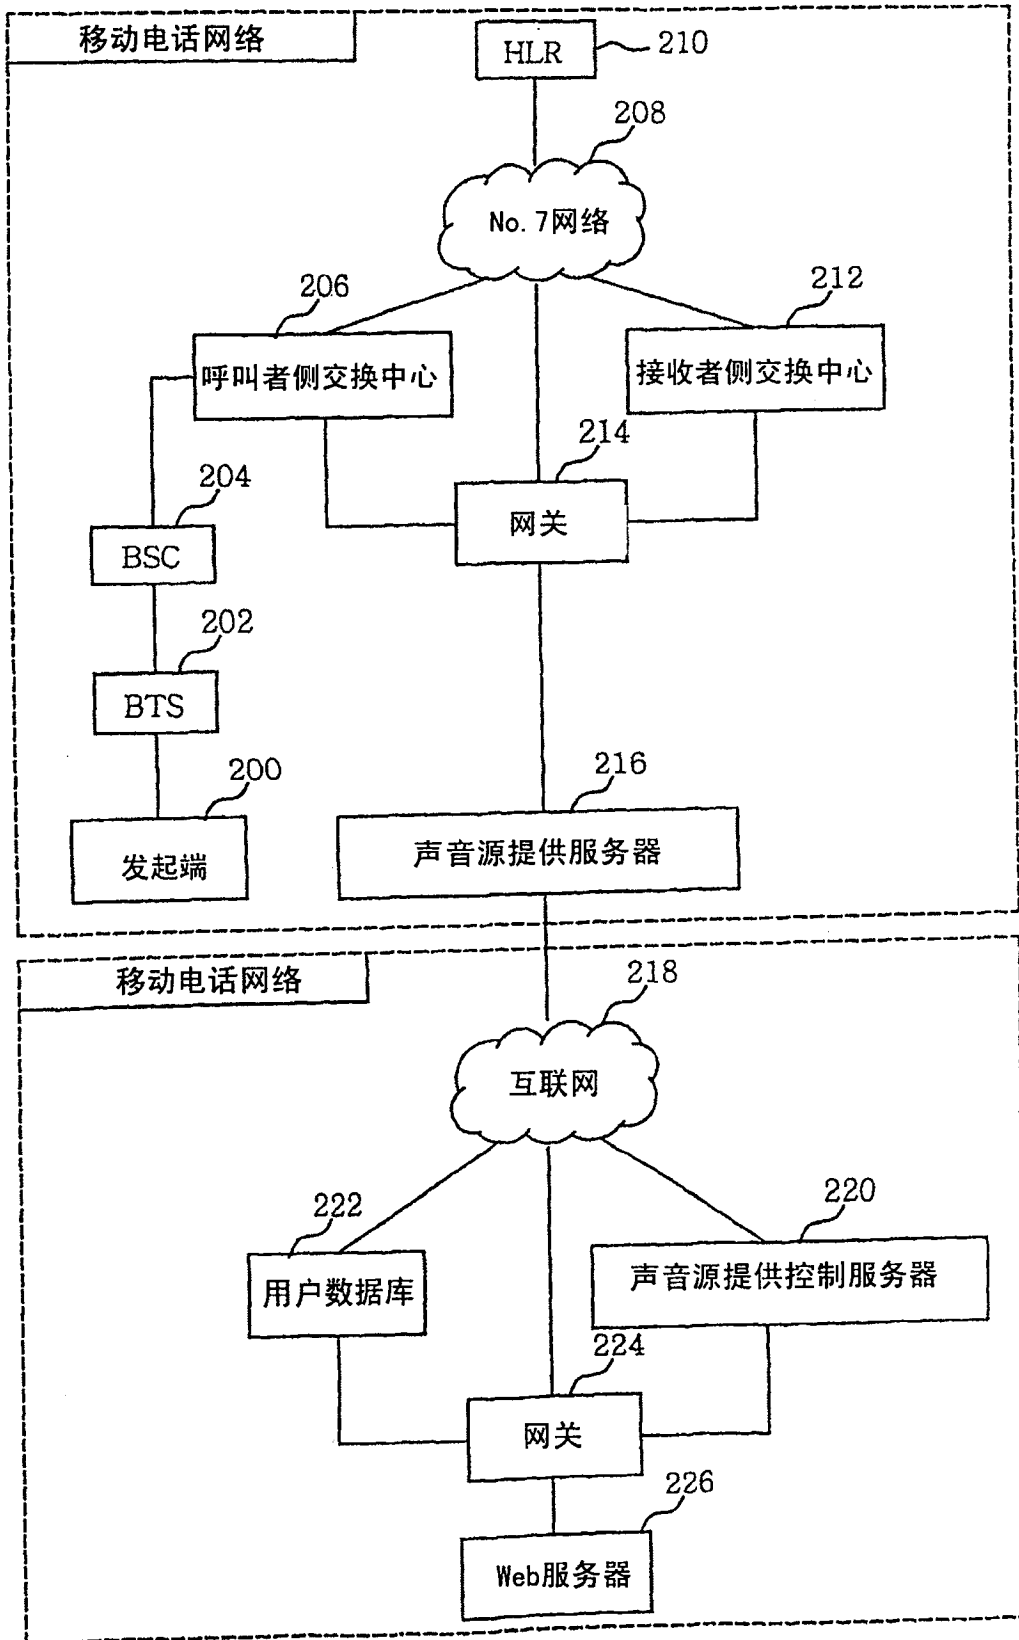 移动电话网络
HLR
210
208
No.7网络
206
212
呼叫者侧交换中心
接收者侧交换中心
214
204
网关
BSC
202
BTS
200
216
发起端
声音源提供服务器
移动电话网络
218
互联网
222
220
用户数据库
声音源提供控制服务器
224
网关
226
Web服务器